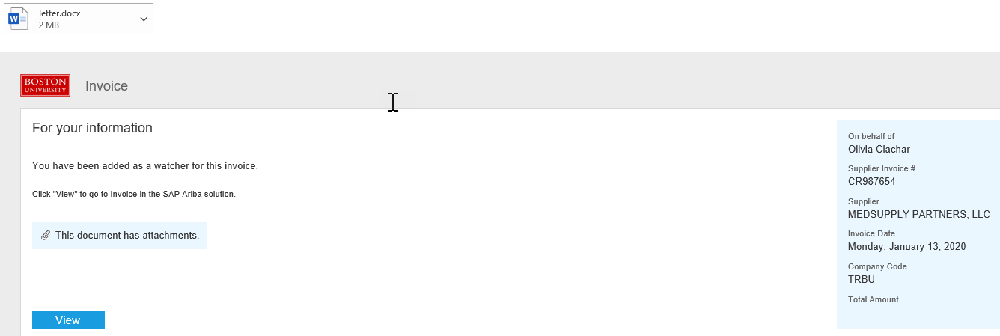 letter.docx
2 MB
BOSTON
UNIVERSITY
Invoice
For your information
You have been added as a watcher for this invoice.
Click "View" to go to Invoice in the SAP Ariba solution.
This document has attachments.
View
On behalf of
Olivia Clachar
Supplier Invoice #
CR987654
Supplier
MEDSUPPLY PARTNERS, LLC
Invoice Date
Monday, January 13, 2020
Company Code
TRBU
Total Amount